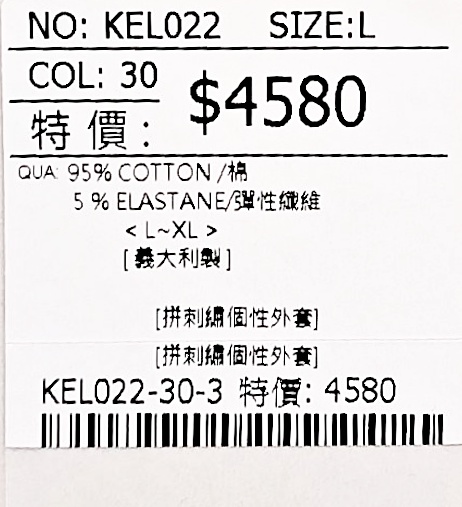 NO: KEL022 SIZE:L
COL: 30
特價: $4580
QUA: 95% COTTON/棉
5 % ELASTANE/彈性纖維
< L~XL >
[義大利製]
[拼刺繡個性外套]
[拼刺繡個性外套]
KEL022-30-3 特價: 4580